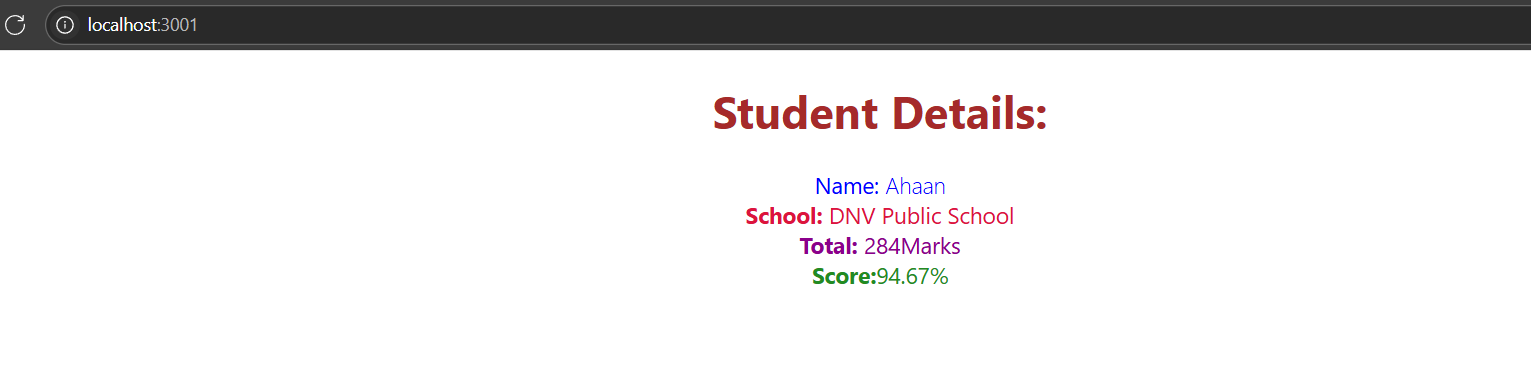 localhost:3001
Student Details:
Name: Ahaan
School: DNV Public School
Total: 284Marks
Score:94.67%